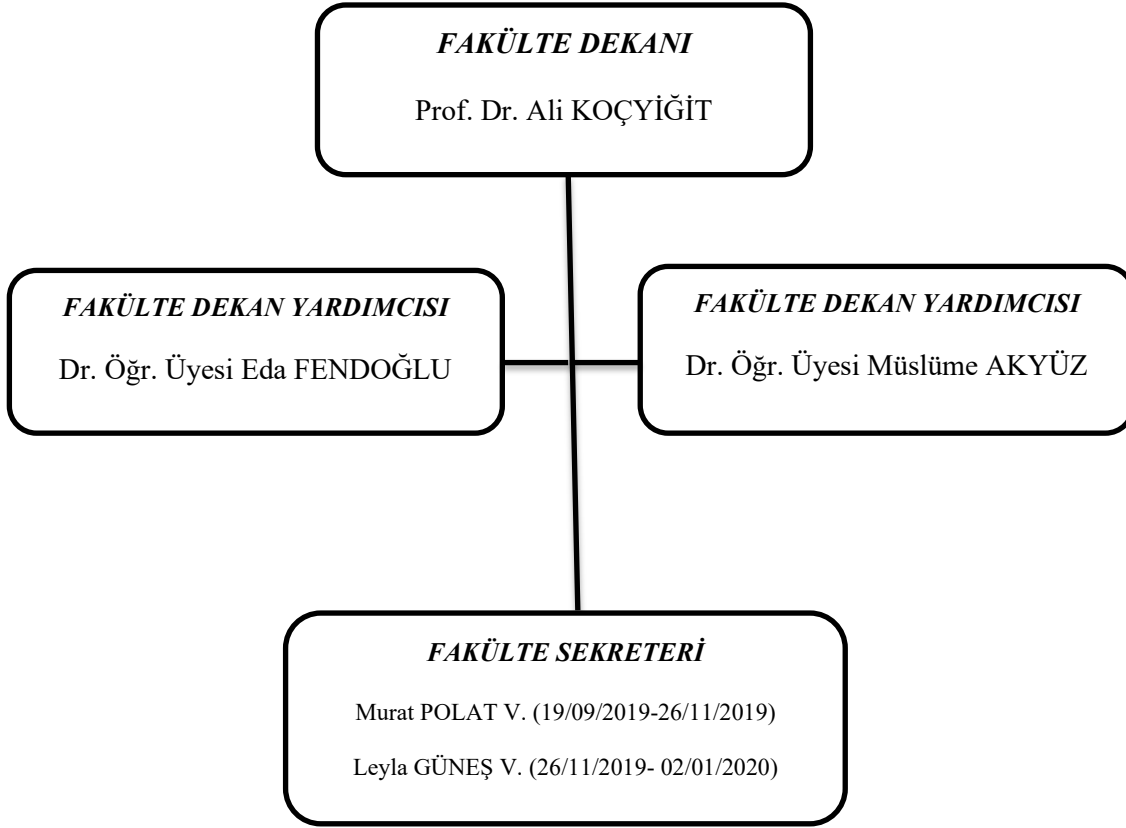 FAKÜLTE DEKANI
Prof. Dr. Ali KOÇYİĞİT
FAKÜLTE DEKAN YARDIMCISI
Dr. Öğr. Üyesi Eda FENDOĞLU
FAKÜLTE DEKAN YARDIMCISI
Dr. Öğr. Üyesi Müslüme AKYÜZ
FAKÜLTE SEKRETERİ
Murat POLAT V. (19/09/2019-26/11/2019)
Leyla GÜNEŞ V. (26/11/2019- 02/01/2020)